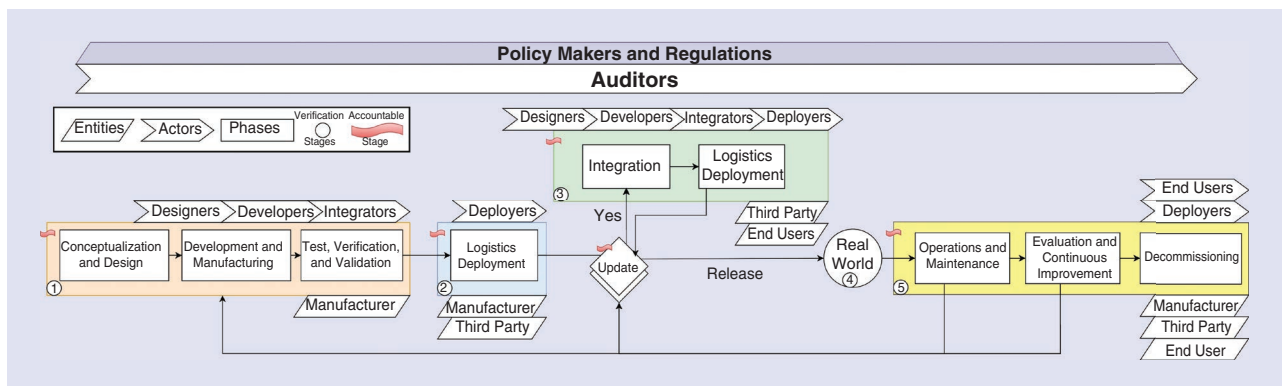 Policy Makers and Regulations
Auditors
Verification
Accountable
Entities
Actors
Phases
Stages
Stage
Designers
Developers
Integrators
Deployers
Integration
Logistics
Deployment
3
Yes
Third Party
End Users
Designers
Developers
Integrators
Conceptualization
and Design
Development and
Manufacturing
Test, Verification,
and Validation
1
Manufacturer
Deployers
Logistics
Deployment
2
Manufacturer
Third Party
Update
Release
Real
World
4
End Users
Deployers
Operations and
Maintenance
Evaluation and
Continuous
Improvement
Decommissioning
5
Manufacturer
Third Party
End User